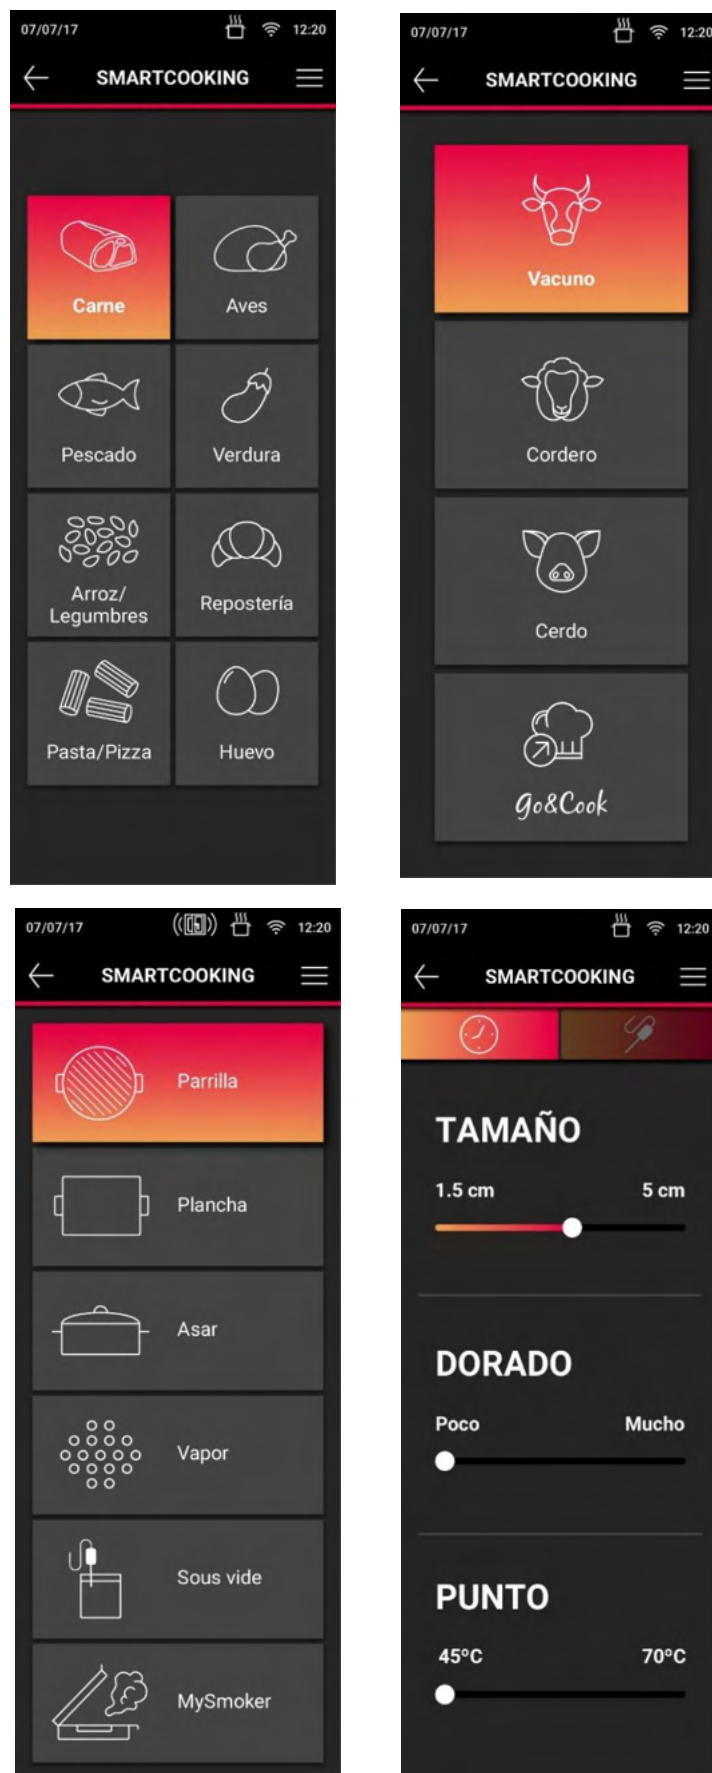 07/07/17 12:20
SMARTCOOKING
Carne
Aves
Pescado
Verdura
Arroz/
Legumbres
Repostería
Pasta/Pizza
Huevo
07/07/17 12:20
SMARTCOOKING
Vacuno
Cordero
Cerdo
Go&Cook
07/07/17 12:20
SMARTCOOKING
Parrilla
Plancha
Asar
Vapor
Sous vide
MySmoker
07/07/17 12:20
SMARTCOOKING
TAMAÑO
1.5 cm 5 cm
DORADO
Poco Mucho
PUNTO
45ºC 70ºC